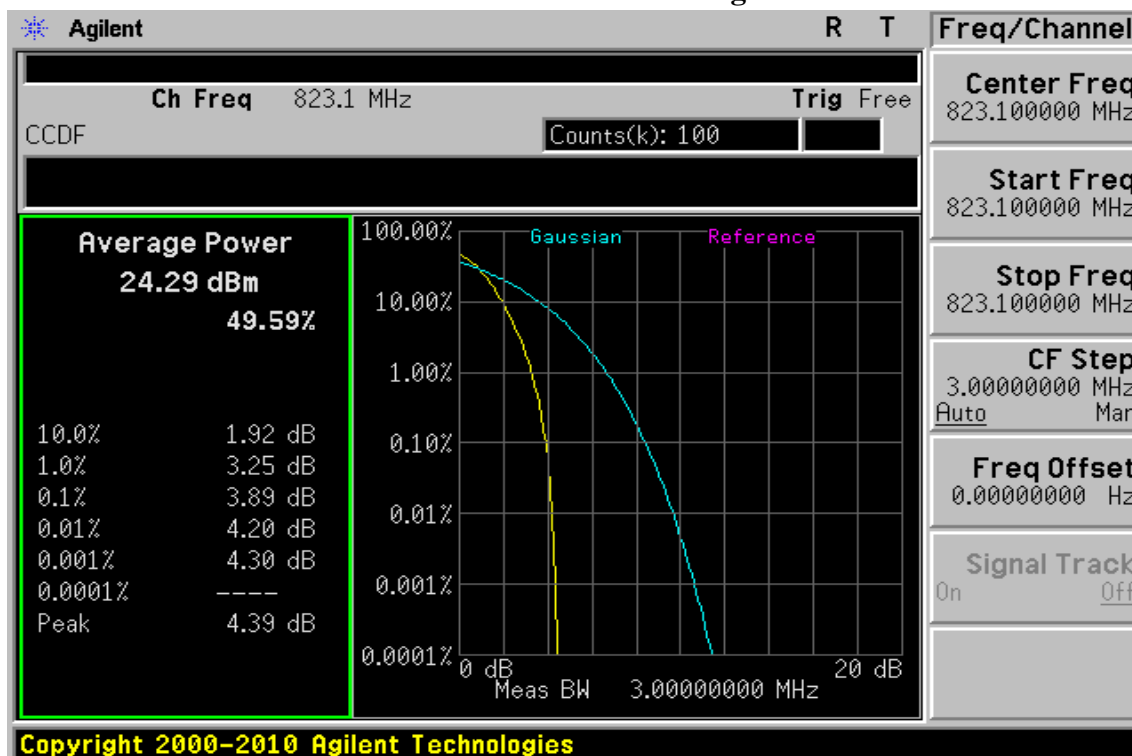 Agilent R T
Freq/Channel
Ch Freq 823.1 MHz Trig Free
CCDF Counts(k): 100
Center Freq
823.100000 MHz
Start Freq
823.100000 MHz
Stop Freq
823.100000 MHz
CF Step
3.00000000 MHz
Auto Man
Freq Offset
0.00000000 Hz
Signal Track
On Off
Average Power
24.29 dBm
49.59%
10.0% 1.92 dB
1.0% 3.25 dB
0.1% 3.89 dB
0.01% 4.20 dB
0.001% 4.30 dB
0.0001% ----
Peak 4.39 dB
Gaussian Reference
100.00%
10.00%
1.00%
0.10%
0.01%
0.001%
0.0001%
0 dB 20 dB
Meas BW 3.00000000 MHz
Copyright 2000-2010 Agilent Technologies